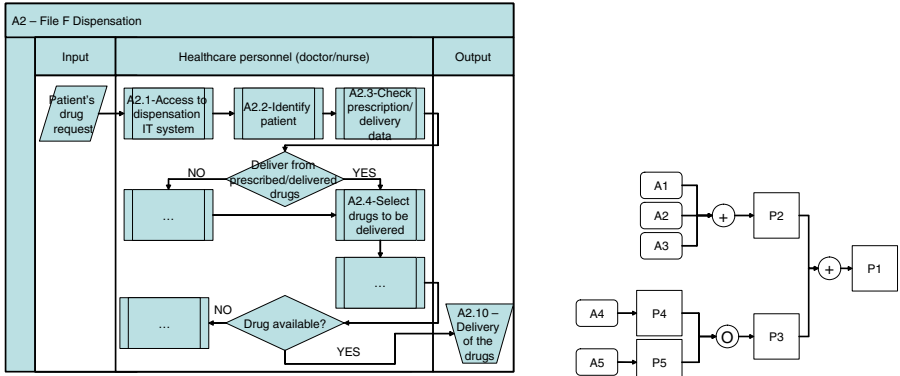 A2 – File F Dispensation
Input
Healthcare personnel (doctor/nurse)
Output
Patient's
drug
request
A2.1-Access to
dispensation
IT system
A2.2-Identify
patient
A2.3-Check
prescription/
delivery
data
NO
Deliver from
prescribed/delivered
drugs
YES
...
A2.4-Select
drugs to be
delivered
...
...
NO
Drug available?
YES
A2.10 –
Delivery
of the
drugs
A1
A2
A3
+
P2
+
P1
A4
P4
O
P3
A5
P5